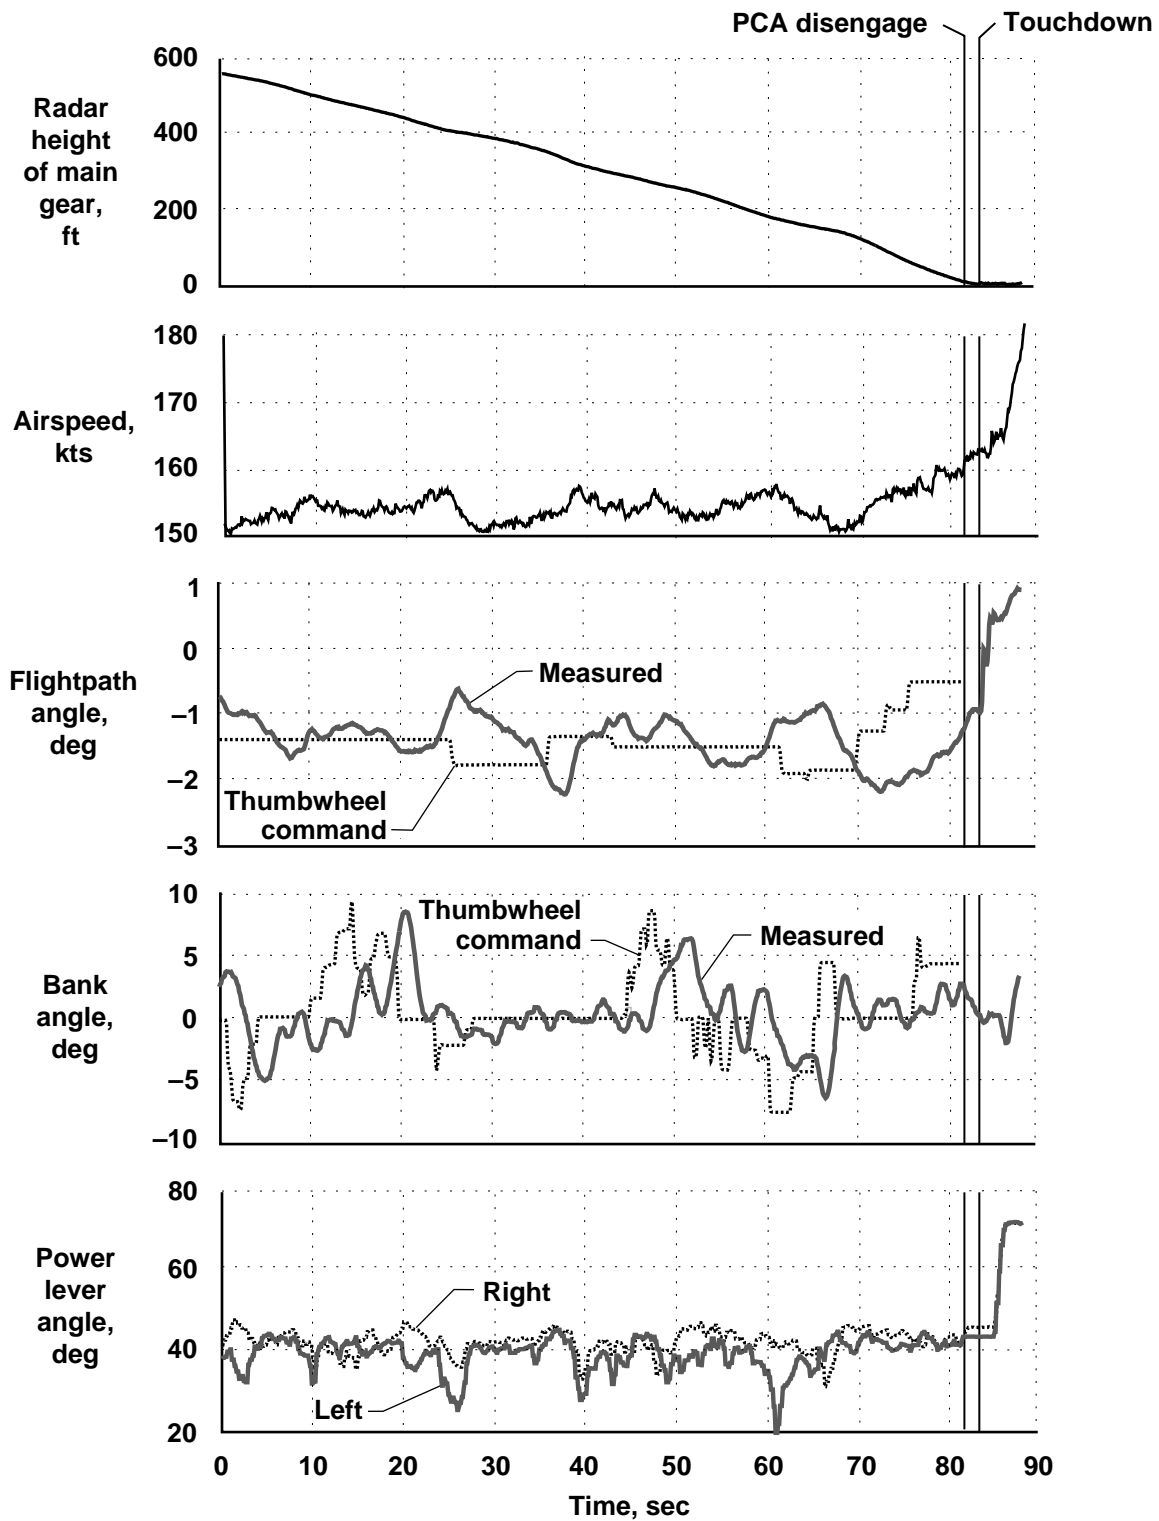 PCA disengage
Touchdown
600
400
200
0
Radar
height
of main
gear,
ft
180
170
160
150
Airspeed,
kts
1
0
–1
–2
–3
Flightpath
angle,
deg
Measured
Thumbwheel
command
10
5
0
–5
–10
Bank
angle,
deg
Thumbwheel
command
Measured
80
60
40
20
Power
lever
angle,
deg
Right
Left
0 10 20 30 40 50 60 70 80 90
Time, sec